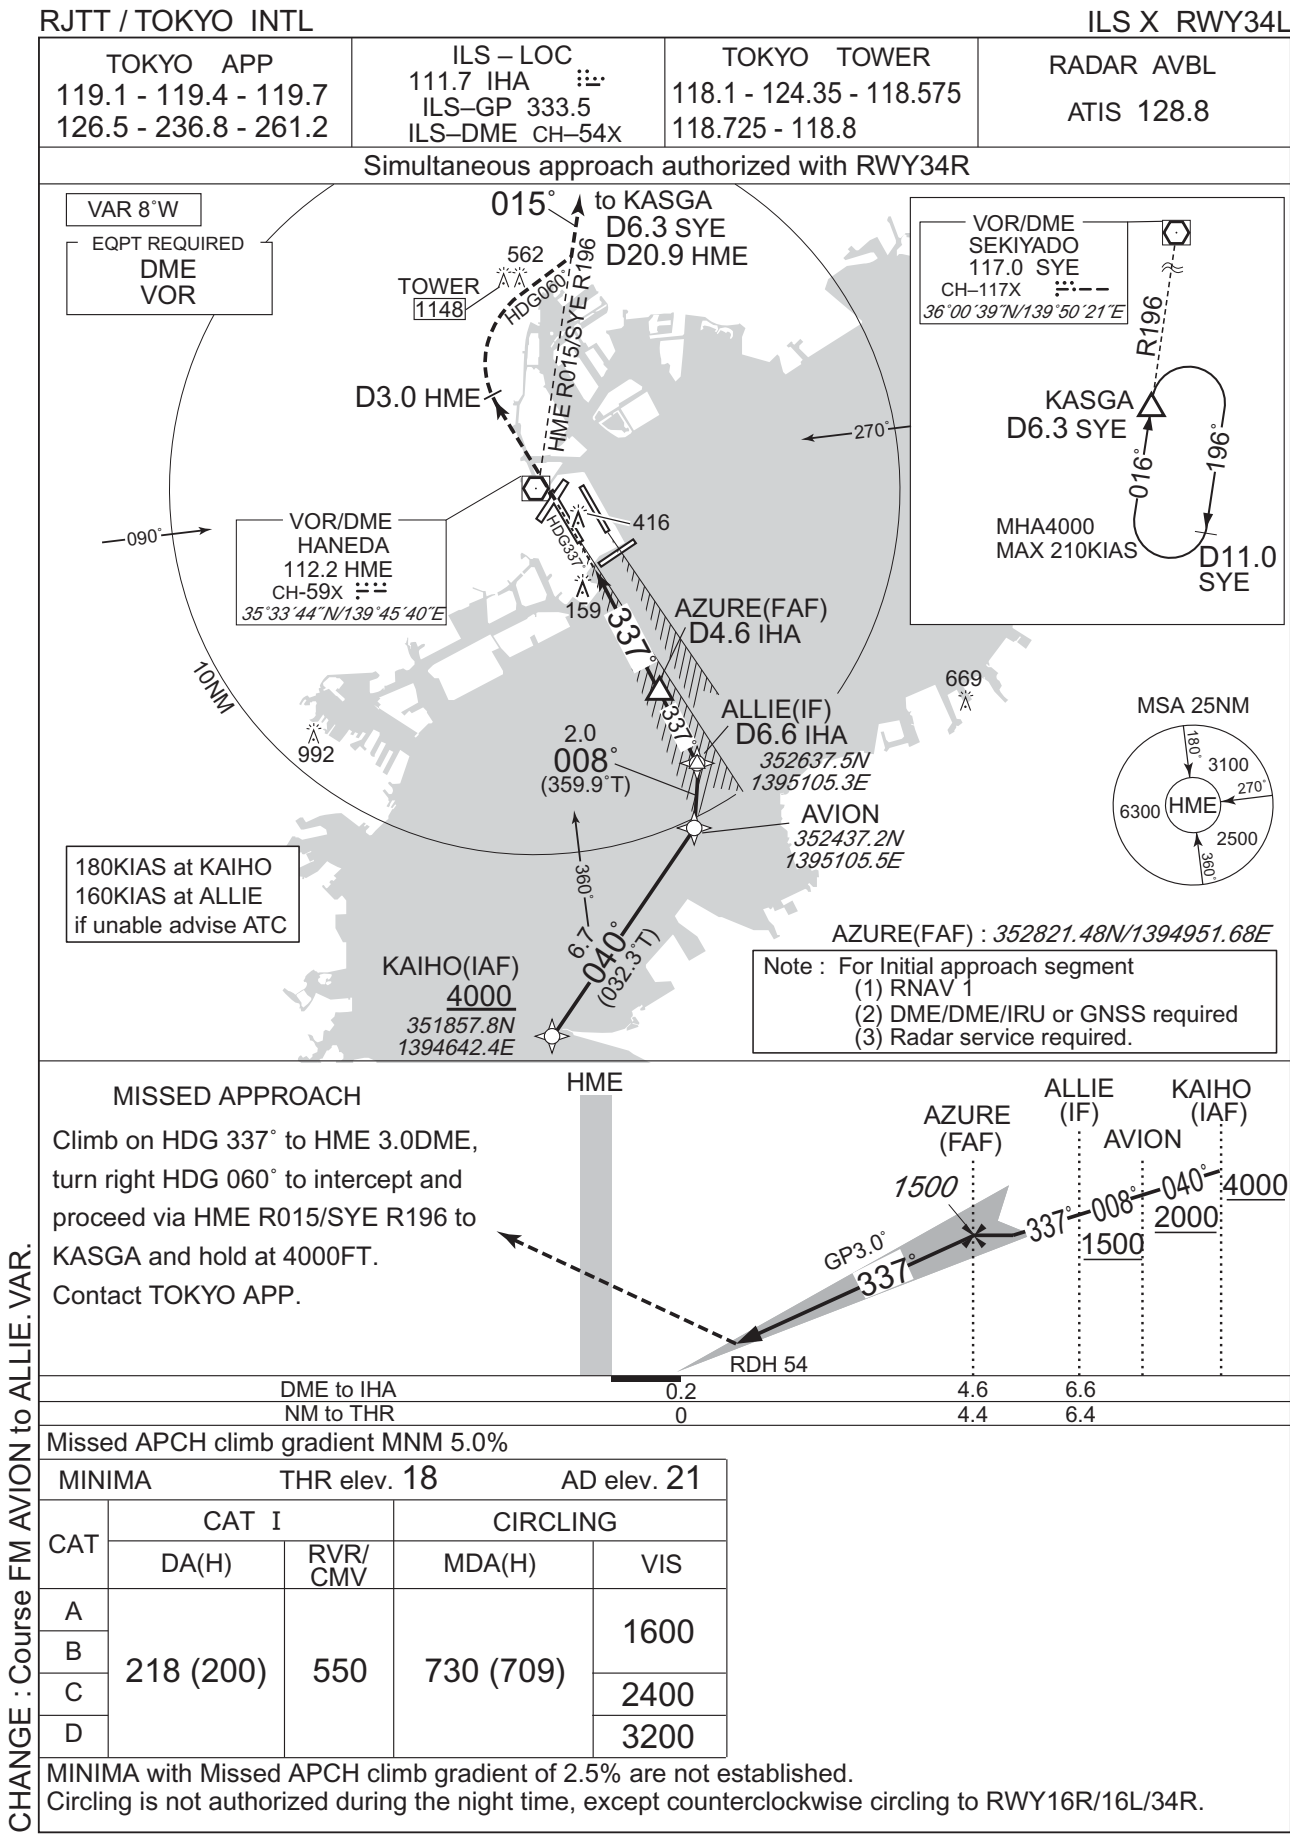 RJTT / TOKYO INTL
ILS X RWY34L
TOKYO APP
119.1 - 119.4 - 119.7
126.5 - 236.8 - 261.2
ILS – LOC
111.7 IHA
ILS–GP 333.5
ILS–DME CH–54X
TOKYO TOWER
118.1 - 124.35 - 118.575
118.725 - 118.8
RADAR AVBL
ATIS 128.8
Simultaneous approach authorized with RWY34R
VAR 8˚W
EQPT REQUIRED
DME
VOR
015˚ to KASGA
D6.3 SYE
D20.9 HME
562
TOWER
1148
HDG060˚
HME R015/SYE R196
D3.0 HME
VOR/DME
SEKIYADO
117.0 SYE
CH–117X
36˚00´39˝N/139˚50´21˝E
R196
KASGA
D6.3 SYE
016˚
196˚
MHA4000
MAX 210KIAS
D11.0
SYE
270˚
090˚
VOR/DME
HANEDA
112.2 HME
CH-59X
35˚33´44˝N/139˚45´40˝E
HDG337˚
416
159
337˚
AZURE(FAF)
D4.6 IHA
10NM
992
669
337˚
ALLIE(IF)
D6.6 IHA
352637.5N
1395105.3E
2.0
008˚
(359.9˚T)
AVION
352437.2N
1395105.5E
MSA 25NM
180˚
3100
270˚
HME
6300
2500
360˚
180KIAS at KAIHO
160KIAS at ALLIE
if unable advise ATC
360˚
6.7
040˚
(032.3˚T)
KAIHO(IAF)
4000
351857.8N
1394642.4E
AZURE(FAF) : 352821.48N/1394951.68E
Note : For Initial approach segment
(1) RNAV 1
(2) DME/DME/IRU or GNSS required
(3) Radar service required.
MISSED APPROACH
Climb on HDG 337˚ to HME 3.0DME,
turn right HDG 060˚ to intercept and
proceed via HME R015/SYE R196 to
KASGA and hold at 4000FT.
Contact TOKYO APP.
HME
AZURE
(FAF)
ALLIE
(IF)
AVION
KAIHO
(IAF)
1500
GP3.0˚
337˚
337˚
008˚
040˚
4000
2000
1500
RDH 54
DME to IHA 0.2 4.6 6.6
NM to THR 0 4.4 6.4
Missed APCH climb gradient MNM 5.0%
MINIMA THR elev. 18 AD elev. 21
CAT
CAT I
CIRCLING
DA(H)
RVR/
CMV
MDA(H)
VIS
A
B
C
D
218 (200)
550
730 (709)
1600
2400
3200
MINIMA with Missed APCH climb gradient of 2.5% are not established.
Circling is not authorized during the night time, except counterclockwise circling to RWY16R/16L/34R.
CHANGE : Course FM AVION to ALLIE. VAR.